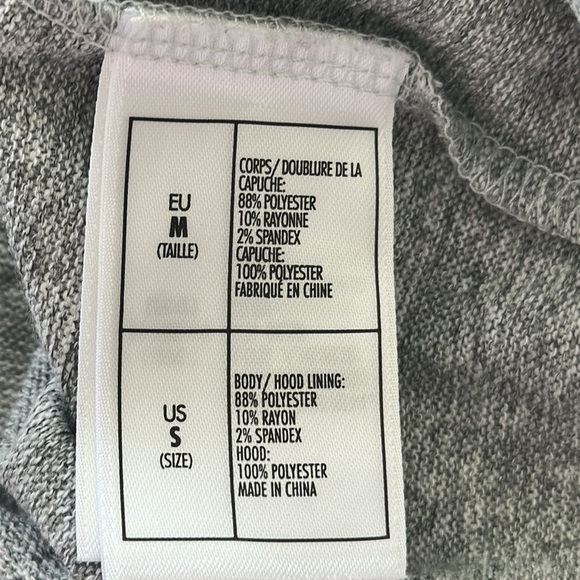 EU
M
(TAILLE)
CORPS/ DOUBLURE DE LA
CAPUCHE:
88% POLYESTER
10% RAYONNE
2% SPANDEX
CAPUCHE:
100% POLYESTER
FABRIQUÉ EN CHINE
US
S
(SIZE)
BODY/ HOOD LINING:
88% POLYESTER
10% RAYON
2% SPANDEX
HOOD:
100% POLYESTER
MADE IN CHINA